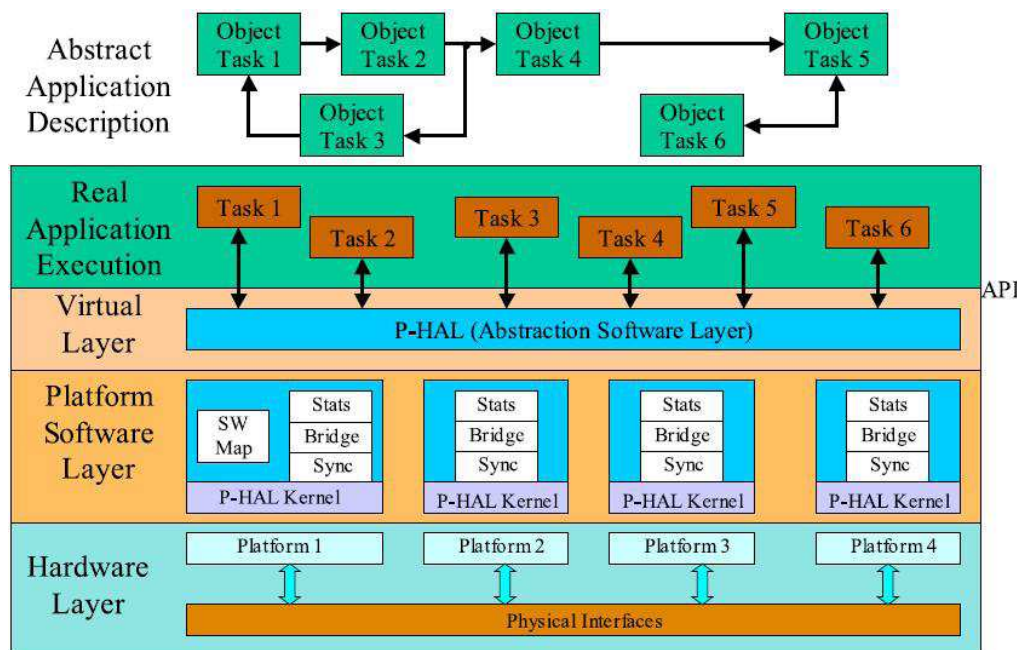 Abstract
Application
Description
Object
Task 1
Object
Task 2
Object
Task 4
Object
Task 5
Object
Task 3
Object
Task 6
Real
Application
Execution
Task 1
Task 2
Task 3
Task 4
Task 5
Task 6
API
Virtual
Layer
P-HAL (Abstraction Software Layer)
Platform
Software
Layer
SW
Map
Stats
Bridge
Sync
P-HAL Kernel
Stats
Bridge
Sync
P-HAL Kernel
Stats
Bridge
Sync
P-HAL Kernel
Stats
Bridge
Sync
P-HAL Kernel
Hardware
Layer
Platform 1
Platform 2
Platform 3
Platform 4
Physical Interfaces